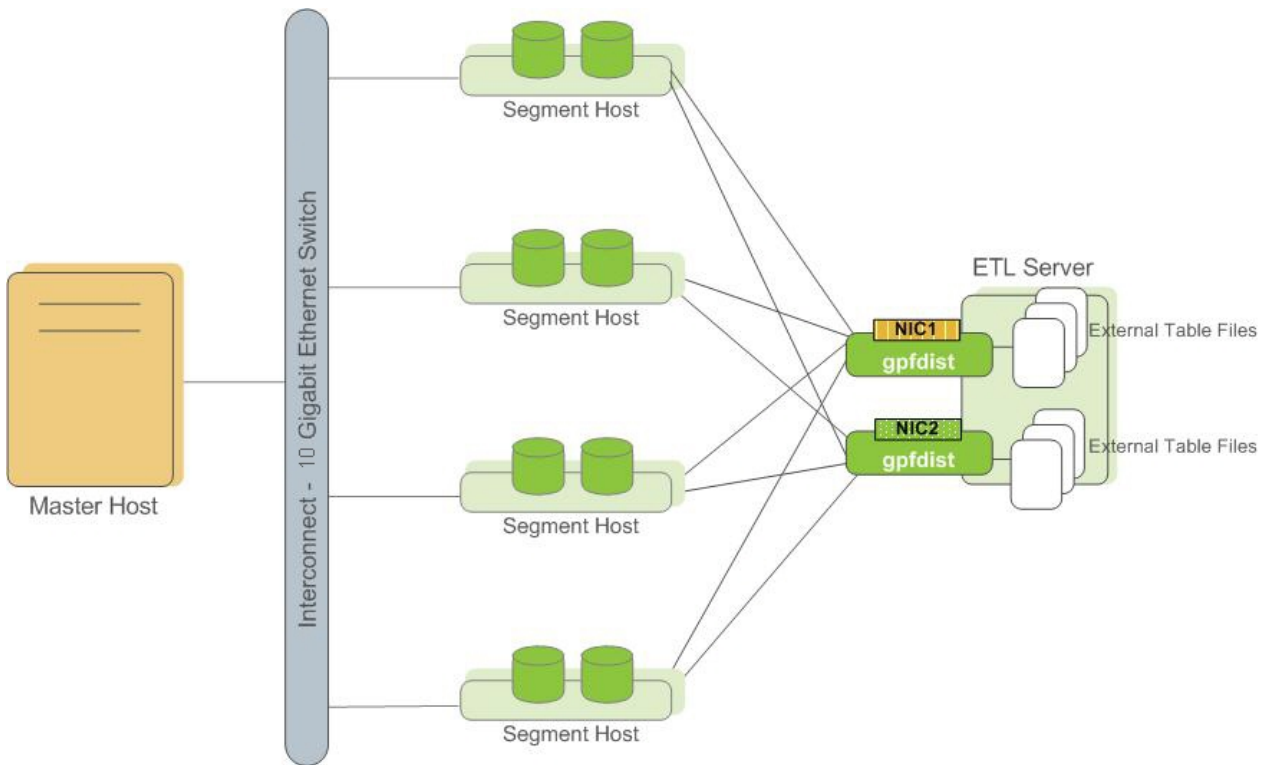 Master Host
Interconnect - 10 Gigabit Ethernet Switch
Segment Host
Segment Host
Segment Host
Segment Host
ETL Server
NIC1
gpfdist
External Table Files
NIC2
gpfdist
External Table Files